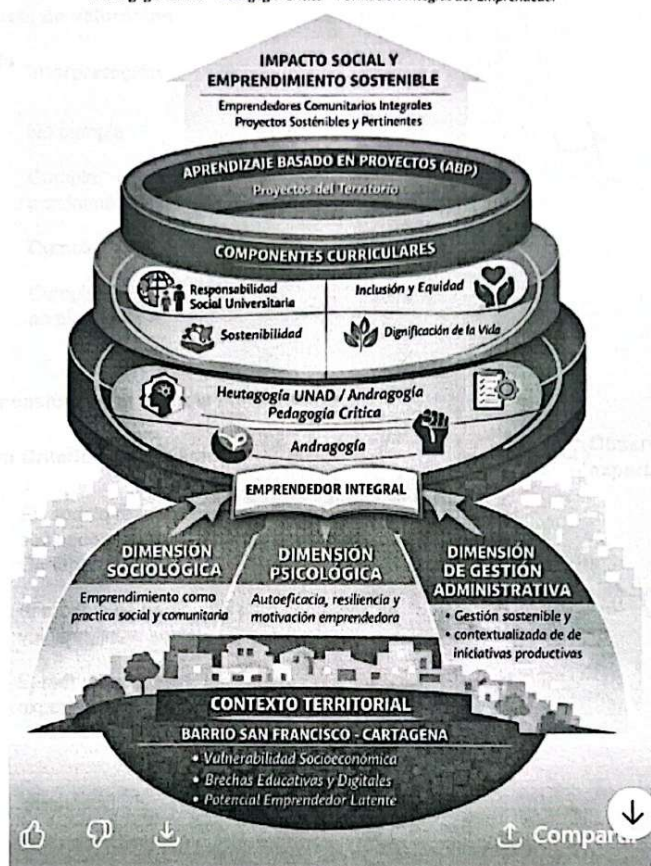 IMPACTO SOCIAL Y
EMPRENDIMIENTO SOSTENIBLE
Emprendedores Comunitarios Integrales
Proyectos Sosténibles y Pertinentes
APRENDIZAJE BASADO EN PROYECTOS (ABP)
Proyectos del Territorio
COMPONENTES CURRICULARES
Responsabilidad
Social Universitaria
Inclusión y Equidad
Sostenibilidad
Dignificación de la Vida
Heutagogía UNAD / Andragogía
Pedagogía Crítica
Andragogía
EMPRENDEDOR INTEGRAL
DIMENSIÓN
SOCIOLÓGICA
Emprendimiento como
practica social y comunitaria
DIMENSIÓN
PSICOLÓGICA
Autoeficacia, resiliencia y
motivación emprendedora
DIMENSIÓN
DE GESTIÓN
ADMINISTRATIVA
• Gestión sostenible y
• contextualizada de de
iniciativas productivas
CONTEXTO TERRITORIAL
BARRIO SAN FRANCISCO - CARTAGENA
• Vulnerabilidad Socioeconómica
• Brechas Educativas y Digitales
• Potencial Emprendedor Latente
Compartir